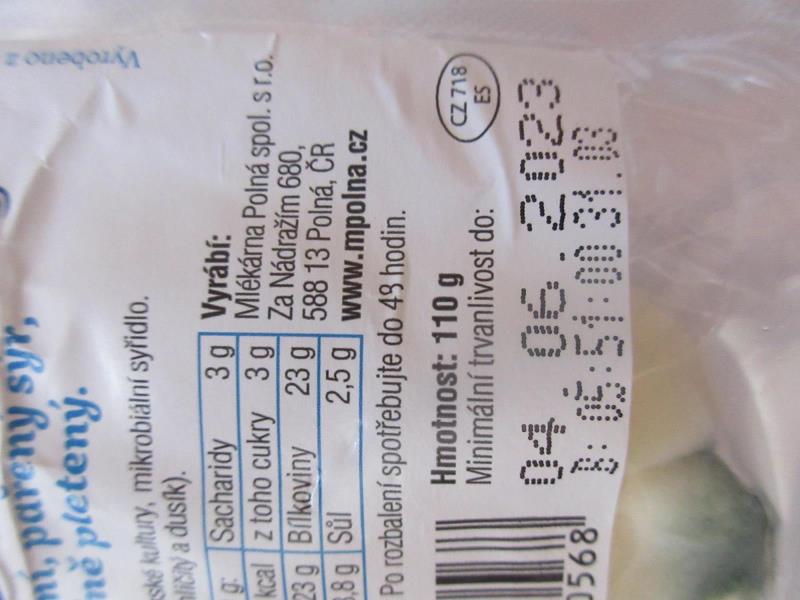 Vyrobeno z
ní, pařený syr,
ně pletený.
ské kultury, mikrobiální syřidlo.
ličitý a dusík).
g: Sacharidy 3 g
kcal z toho cukry 3 g
23 g Bílkoviny 23 g
,8 g Sůl 2,5 g
Vyrábí:
Mlékárna Polná spol. s r.o.,
Za Nádražím 680,
588 13 Polná, ČR
www.mpolna.cz
Po rozbalení spotřebujte do 48 hodin.
Hmotnost: 110 g
Minimální trvanlivost do:
CZ 718
ES
04 06. 2023
06:51:00 31.03
0568